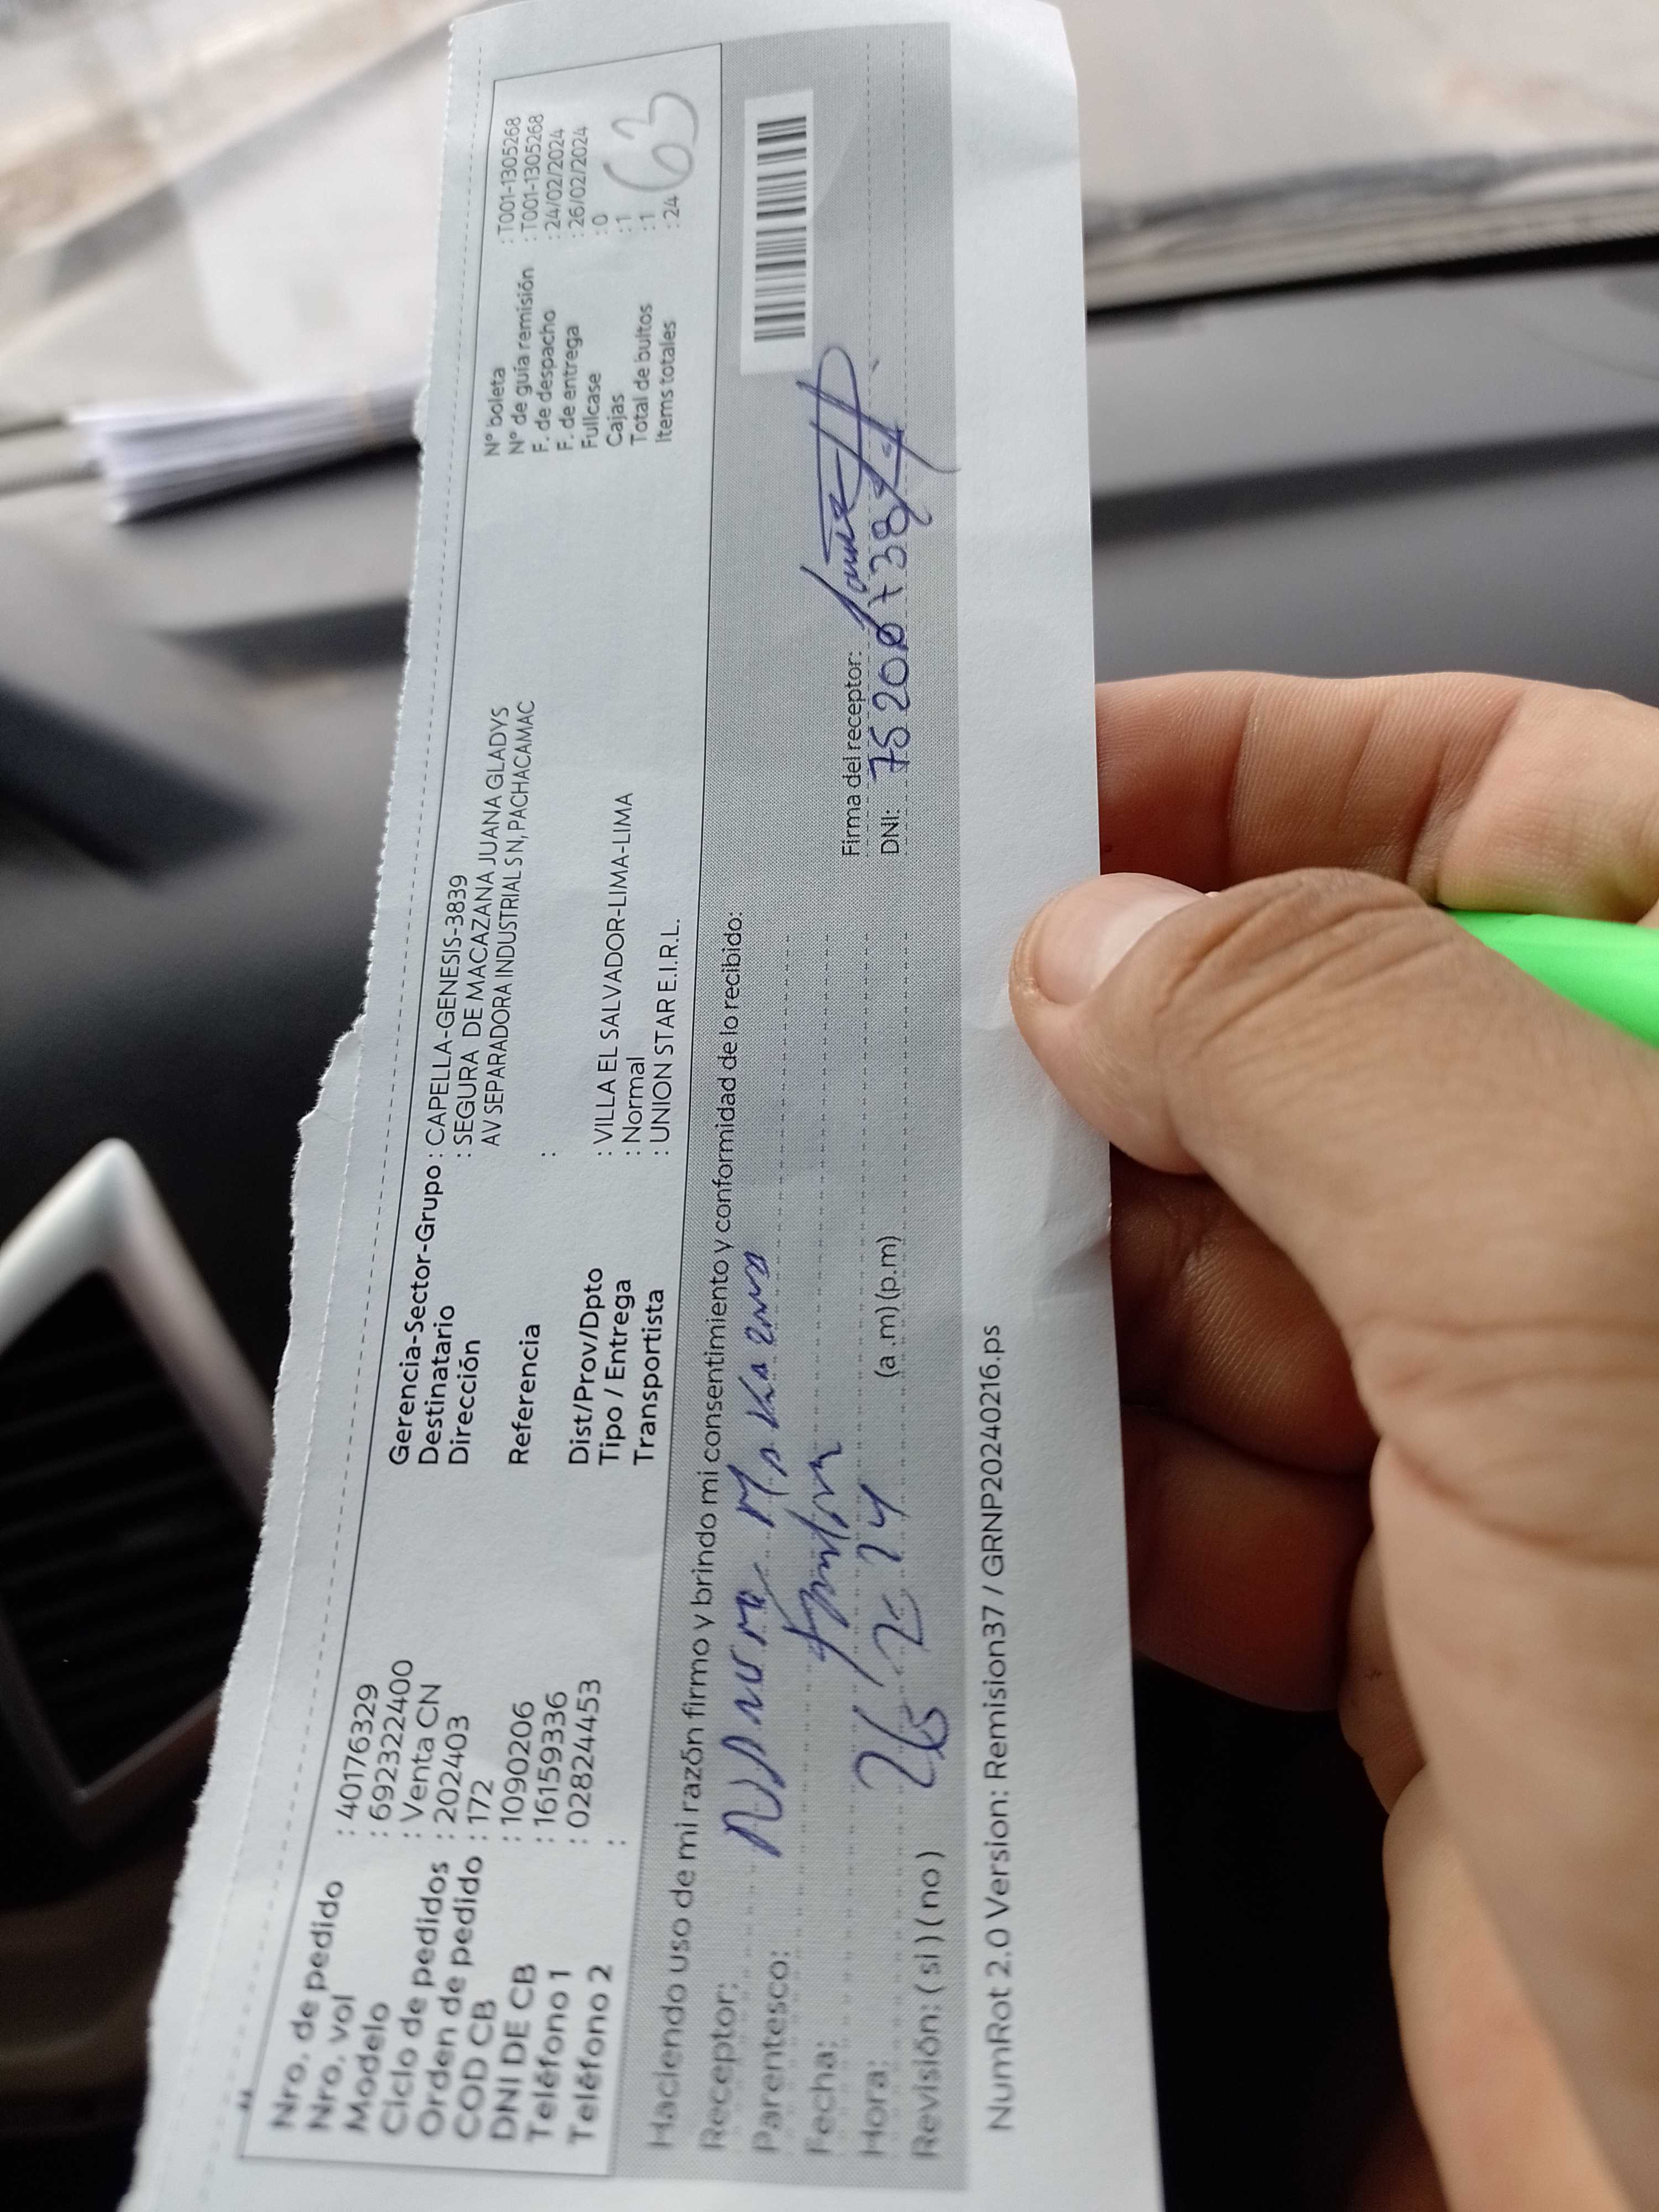 Nro. de pedido : 40176329
Nro. vol : 692322400
Modelo : Venta CN
Ciclo de pedidos : 202403
Orden de pedido : 172
COD CB : 1090206
DNI DE CB : 16159336
Teléfono 1 : 028244453
Teléfono 2 :
Gerencia-Sector-Grupo : CAPELLA-GENESIS-3839
Destinatario : SEGURA DE MACAZANA JUANA GLADYS
Dirección AV SEPARADORA INDUSTRIAL S N, PACHACAMAC
Referencia :
Dist/Prov/Dpto : VILLA EL SALVADOR-LIMA-LIMA
Tipo / Entrega : Normal
Transportista : UNION STAR E.I.R.L.
N° boleta : T001-1305268
N° de guía remisión : T001-1305268
F. de despacho : 24/02/2024
F. de entrega : 26/02/2024
Fullcase : 0
Cajas : 1
Total de bultos : 1
Items totales : 24
63
Haciendo uso de mi razón firmo y brindo mi consentimiento y conformidad de lo recibido:
Receptor:
Parentesco:
Fecha: 26/2
Hora: (a .m) (p.m)
Revisión: ( si ) ( no )
Firma del receptor:
DNI:
NumRot 2.0 Version: Remision37 / GRNP20240216.ps